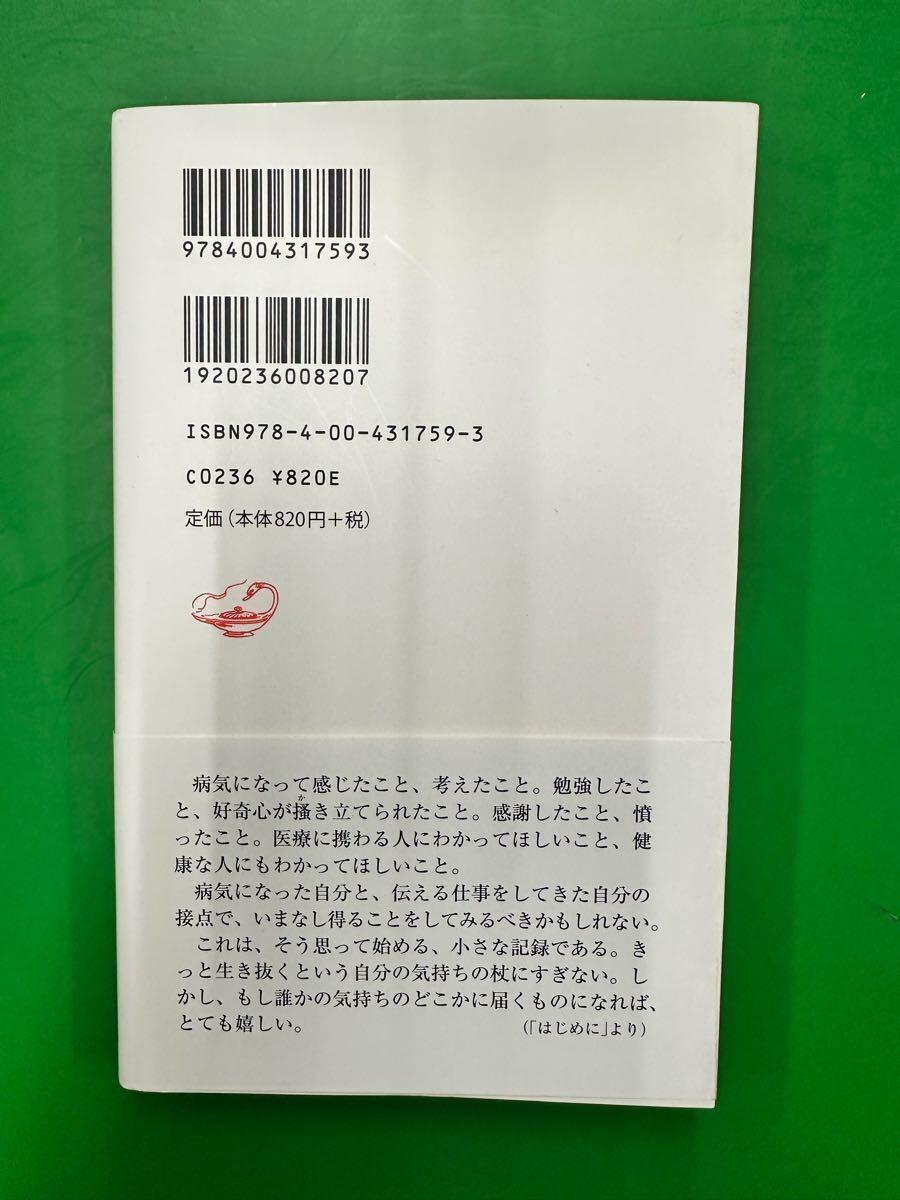 9784004317593
1920236008207
ISBN978-4-00-431759-3
C0236 ¥820E
定価(本体820円+税)
病気になって感じたこと、考えたこと。勉強したこ
と、好奇心が掻き立てられたこと。感謝したこと、憤
ったこと。医療に携わる人にわかってほしいこと、健
康な人にもわかってほしいこと。
病気になった自分と、伝える仕事をしてきた自分の
接点で、いまなし得ることをしてみるべきかもしれない。
これは、そう思って始める、小さな記録である。き
っと生き抜くという自分の気持ちの杖にすぎない。し
かし、もし誰かの気持ちのどこかに届くものになれば、
とても嬉しい。
(「はじめに」より)